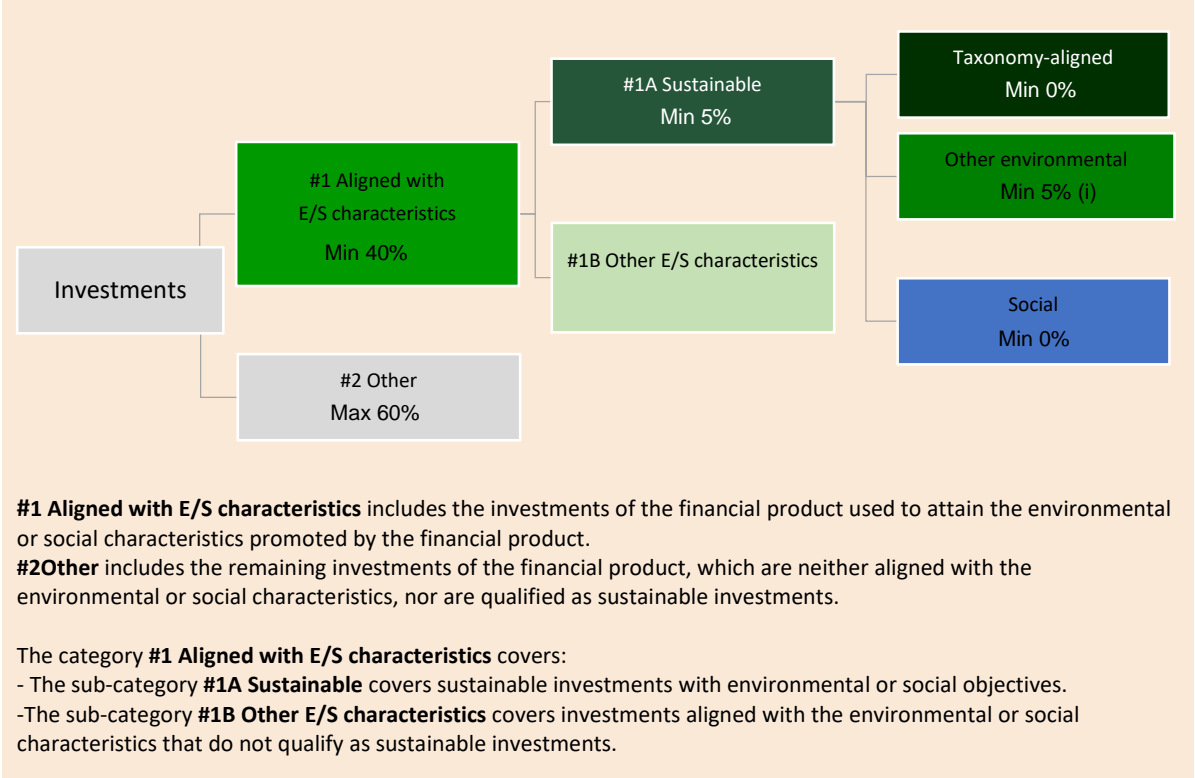 Investments
#1 Aligned with
E/S characteristics
Min 40%
#2 Other
Max 60%
#1A Sustainable
Min 5%
#1B Other E/S characteristics
Taxonomy-aligned
Min 0%
Other environmental
Min 5% (i)
Social
Min 0%
#1 Aligned with E/S characteristics includes the investments of the financial product used to attain the environmental
or social characteristics promoted by the financial product.
#2Other includes the remaining investments of the financial product, which are neither aligned with the
environmental or social characteristics, nor are qualified as sustainable investments.
The category #1 Aligned with E/S characteristics covers:
- The sub-category #1A Sustainable covers sustainable investments with environmental or social objectives.
-The sub-category #1B Other E/S characteristics covers investments aligned with the environmental or social
characteristics that do not qualify as sustainable investments.